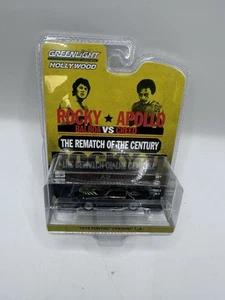 GREENLIGHT
HOLLYWOOD
ROCKY ★ APOLLO
BALBOA VS CREED
THE REMATCH OF THE CENTURY